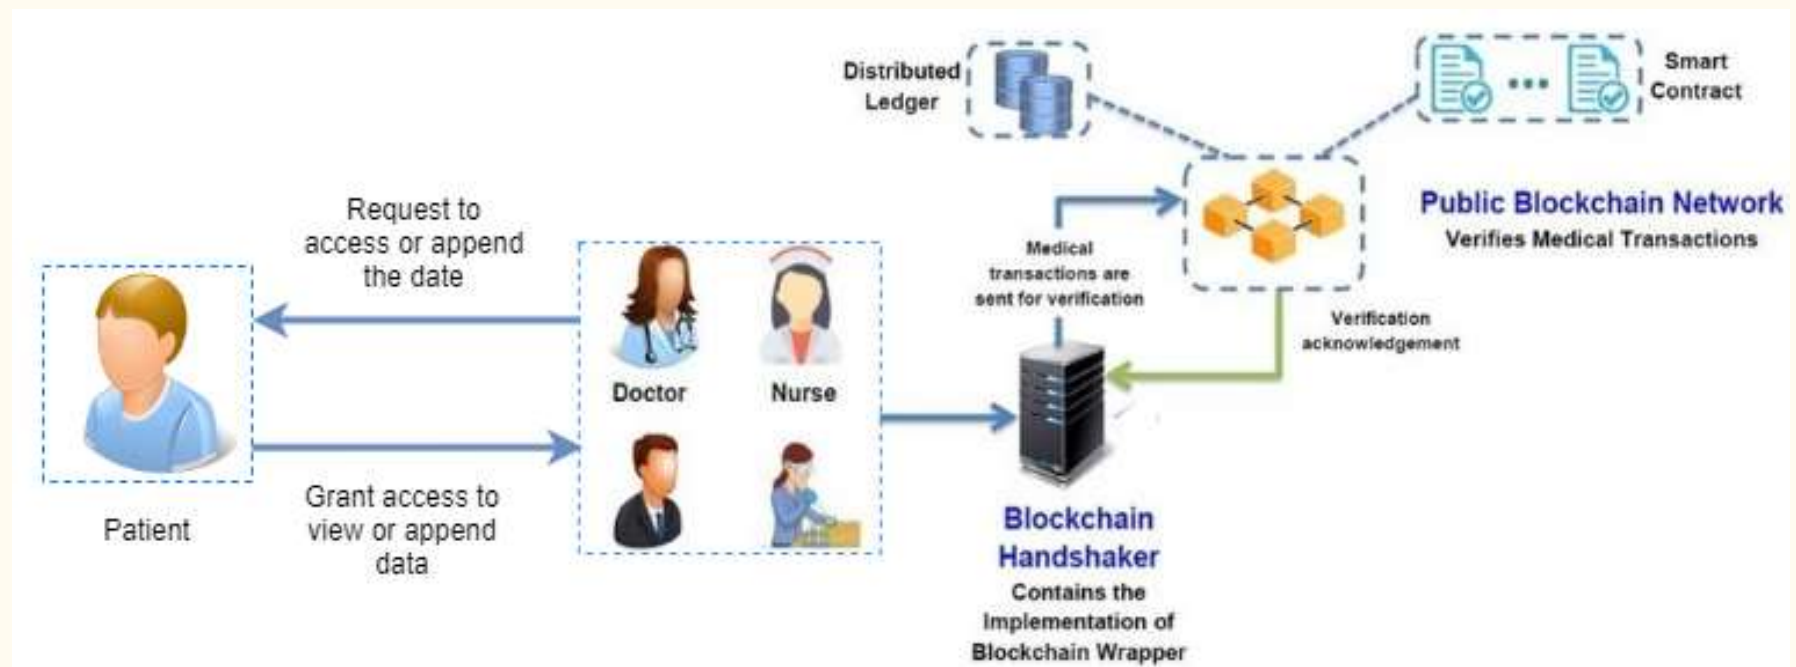 Distributed
Ledger
Smart
Contract
Request to
access or append
the date
Public Blockchain Network
Verifies Medical Transactions
Medical
transactions are
sent for verification
Verification
acknowledgement
Doctor
Nurse
Patient
Grant access to
view or append
data
Blockchain
Handshaker
Contains the
Implementation of
Blockchain Wrapper